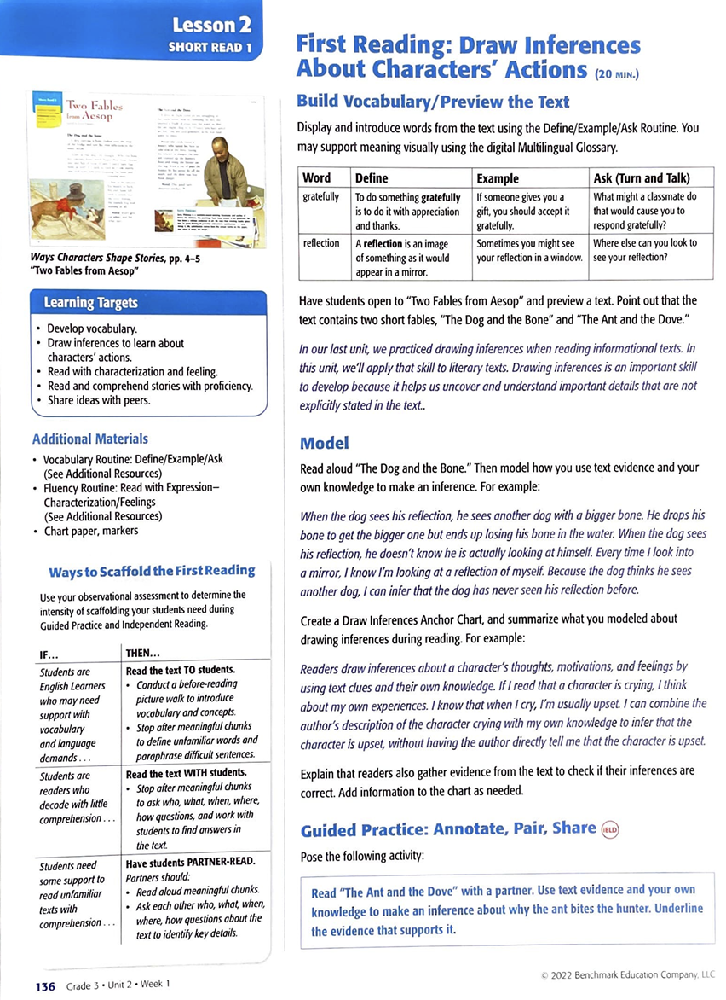 Lesson 2
SHORT READ 1
Two Fables
from Aesop
The Dog and the Bone
Ways Characters Shape Stories, pp. 4–5
"Two Fables from Aesop"
Learning Targets
• Develop vocabulary.
• Draw inferences to learn about
characters' actions.
• Read with characterization and feeling.
• Read and comprehend stories with proficiency.
• Share ideas with peers.
Additional Materials
• Vocabulary Routine: Define/Example/Ask
(See Additional Resources)
• Fluency Routine: Read with Expression–
Characterization/Feelings
(See Additional Resources)
• Chart paper, markers
Ways to Scaffold the First Reading
Use your observational assessment to determine the
intensity of scaffolding your students need during
Guided Practice and Independent Reading.
IF...
THEN...
Students are
English Learners
who may need
support with
vocabulary
and language
demands . . .
Read the text TO students.
• Conduct a before-reading
picture walk to introduce
vocabulary and concepts.
• Stop after meaningful chunks
to define unfamiliar words and
paraphrase difficult sentences.
Students are
readers who
decode with little
comprehension . . .
Read the text WITH students.
• Stop after meaningful chunks
to ask who, what, when, where,
how questions, and work with
students to find answers in
the text.
Students need
some support to
read unfamiliar
texts with
comprehension . . .
Have students PARTNER-READ.
Partners should:
• Read aloud meaningful chunks.
• Ask each other who, what, when,
where, how questions about the
text to identify key details.
First Reading: Draw Inferences
About Characters' Actions (20 MIN.)
Build Vocabulary/Preview the Text
Display and introduce words from the text using the Define/Example/Ask Routine. You
may support meaning visually using the digital Multilingual Glossary.
Word Define Example Ask (Turn and Talk)
gratefully
To do something gratefully
is to do it with appreciation
and thanks.
If someone gives you a
gift, you should accept it
gratefully.
What might a classmate do
that would cause you to
respond gratefully?
reflection
A reflection is an image
of something as it would
appear in a mirror.
Sometimes you might see
your reflection in a window.
Where else can you look to
see your reflection?
Have students open to "Two Fables from Aesop" and preview a text. Point out that the
text contains two short fables, "The Dog and the Bone" and "The Ant and the Dove."
In our last unit, we practiced drawing inferences when reading informational texts. In
this unit, we'll apply that skill to literary texts. Drawing inferences is an important skill
to develop because it helps us uncover and understand important details that are not
explicitly stated in the text..
Model
Read aloud "The Dog and the Bone." Then model how you use text evidence and your
own knowledge to make an inference. For example:
When the dog sees his reflection, he sees another dog with a bigger bone. He drops his
bone to get the bigger one but ends up losing his bone in the water. When the dog sees
his reflection, he doesn't know he is actually looking at himself. Every time I look into
a mirror, I know I'm looking at a reflection of myself. Because the dog thinks he sees
another dog, I can infer that the dog has never seen his reflection before.
Create a Draw Inferences Anchor Chart, and summarize what you modeled about
drawing inferences during reading. For example:
Readers draw inferences about a character's thoughts, motivations, and feelings by
using text clues and their own knowledge. If I read that a character is crying, I think
about my own experiences. I know that when I cry, I'm usually upset. I can combine the
author's description of the character crying with my own knowledge to infer that the
character is upset, without having the author directly tell me that the character is upset.
Explain that readers also gather evidence from the text to check if their inferences are
correct. Add information to the chart as needed.
Guided Practice: Annotate, Pair, Share iELD
Pose the following activity:
Read "The Ant and the Dove" with a partner. Use text evidence and your own
knowledge to make an inference about why the ant bites the hunter. Underline
the evidence that supports it.
136 Grade 3 • Unit 2 • Week 1
© 2022 Benchmark Education Company, LLC